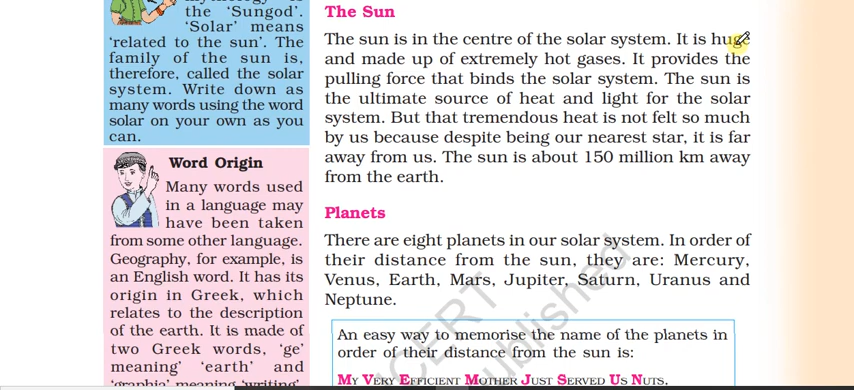 the 'Sungod'.
'Solar' means
'related to the sun'. The
family of the sun is,
therefore, called the solar
system. Write down as
many words using the word
solar on your own as you
can.
Word Origin
Many words used
in a language may
have been taken
from some other language.
Geography, for example, is
an English word. It has its
origin in Greek, which
relates to the description
of the earth. It is made of
two Greek words, 'ge'
meaning 'earth' and
'graphia' meaning 'writing'.
The Sun
The sun is in the centre of the solar system. It is huge
and made up of extremely hot gases. It provides the
pulling force that binds the solar system. The sun is
the ultimate source of heat and light for the solar
system. But that tremendous heat is not felt so much
by us because despite being our nearest star, it is far
away from us. The sun is about 150 million km away
from the earth.
Planets
There are eight planets in our solar system. In order of
their distance from the sun, they are: Mercury,
Venus, Earth, Mars, Jupiter, Saturn, Uranus and
Neptune.
An easy way to memorise the name of the planets in
order of their distance from the sun is:
MY VERY EFFICIENT MOTHER JUST SERVED US NUTS.